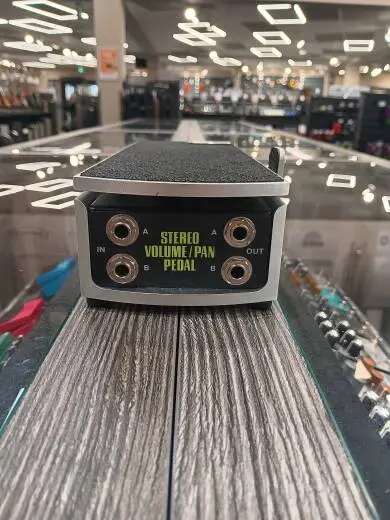 A
A
IN
STEREO
VOLUME/PAN
PEDAL
OUT
B
B